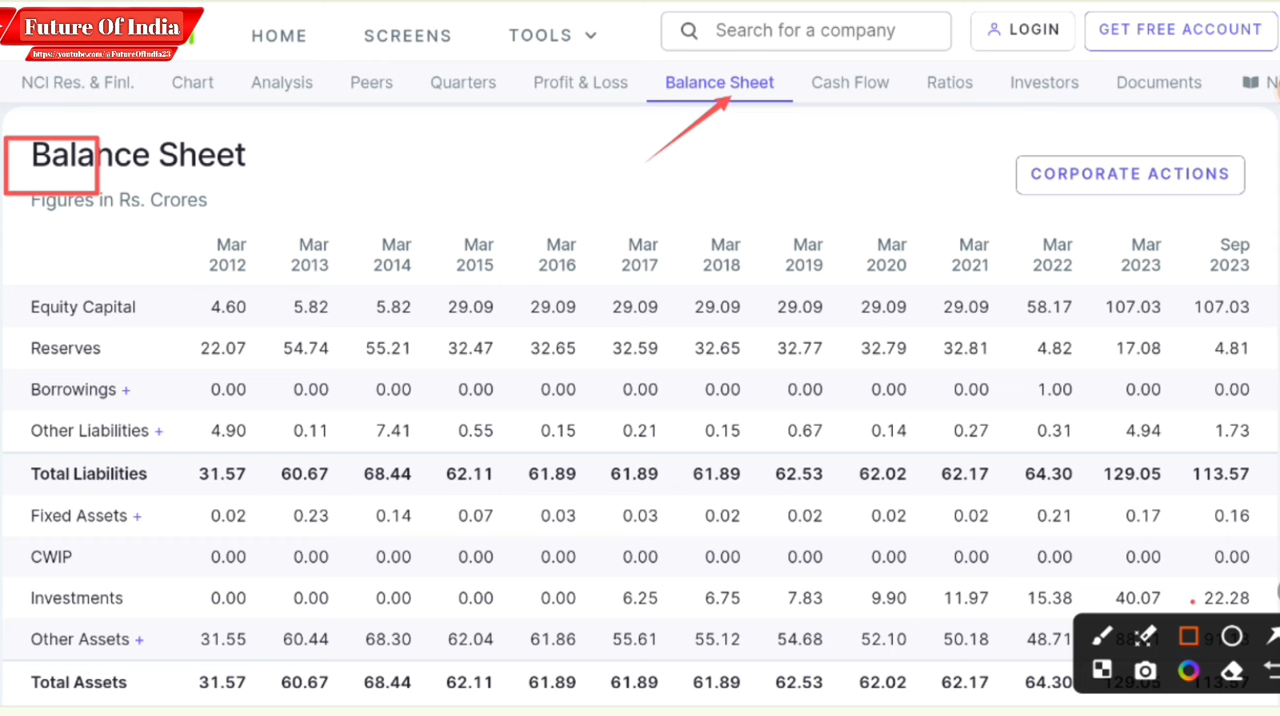 Future Of India
https://youtube.com/@FutureOfIndia23
HOME SCREENS TOOLS Search for a company LOGIN GET FREE ACCOUNT
NCI Res. & Finl. Chart Analysis Peers Quarters Profit & Loss Balance Sheet Cash Flow Ratios Investors Documents
Balance Sheet
Figures in Rs. Crores
CORPORATE ACTIONS
Mar 2012 Mar 2013 Mar 2014 Mar 2015 Mar 2016 Mar 2017 Mar 2018 Mar 2019 Mar 2020 Mar 2021 Mar 2022 Mar 2023 Sep 2023
Equity Capital 4.60 5.82 5.82 29.09 29.09 29.09 29.09 29.09 29.09 29.09 58.17 107.03 107.03
Reserves 22.07 54.74 55.21 32.47 32.65 32.59 32.65 32.77 32.79 32.81 4.82 17.08 4.81
Borrowings + 0.00 0.00 0.00 0.00 0.00 0.00 0.00 0.00 0.00 0.00 1.00 0.00 0.00
Other Liabilities + 4.90 0.11 7.41 0.55 0.15 0.21 0.15 0.67 0.14 0.27 0.31 4.94 1.73
Total Liabilities 31.57 60.67 68.44 62.11 61.89 61.89 61.89 62.53 62.02 62.17 64.30 129.05 113.57
Fixed Assets + 0.02 0.23 0.14 0.07 0.03 0.03 0.02 0.02 0.02 0.02 0.21 0.17 0.16
CWIP 0.00 0.00 0.00 0.00 0.00 0.00 0.00 0.00 0.00 0.00 0.00 0.00 0.00
Investments 0.00 0.00 0.00 0.00 0.00 6.25 6.75 7.83 9.90 11.97 15.38 40.07 22.28
Other Assets + 31.55 60.44 68.30 62.04 61.86 55.61 55.12 54.68 52.10 50.18 48.71
Total Assets 31.57 60.67 68.44 62.11 61.89 61.89 61.89 62.53 62.02 62.17 64.30 129.05 113.57